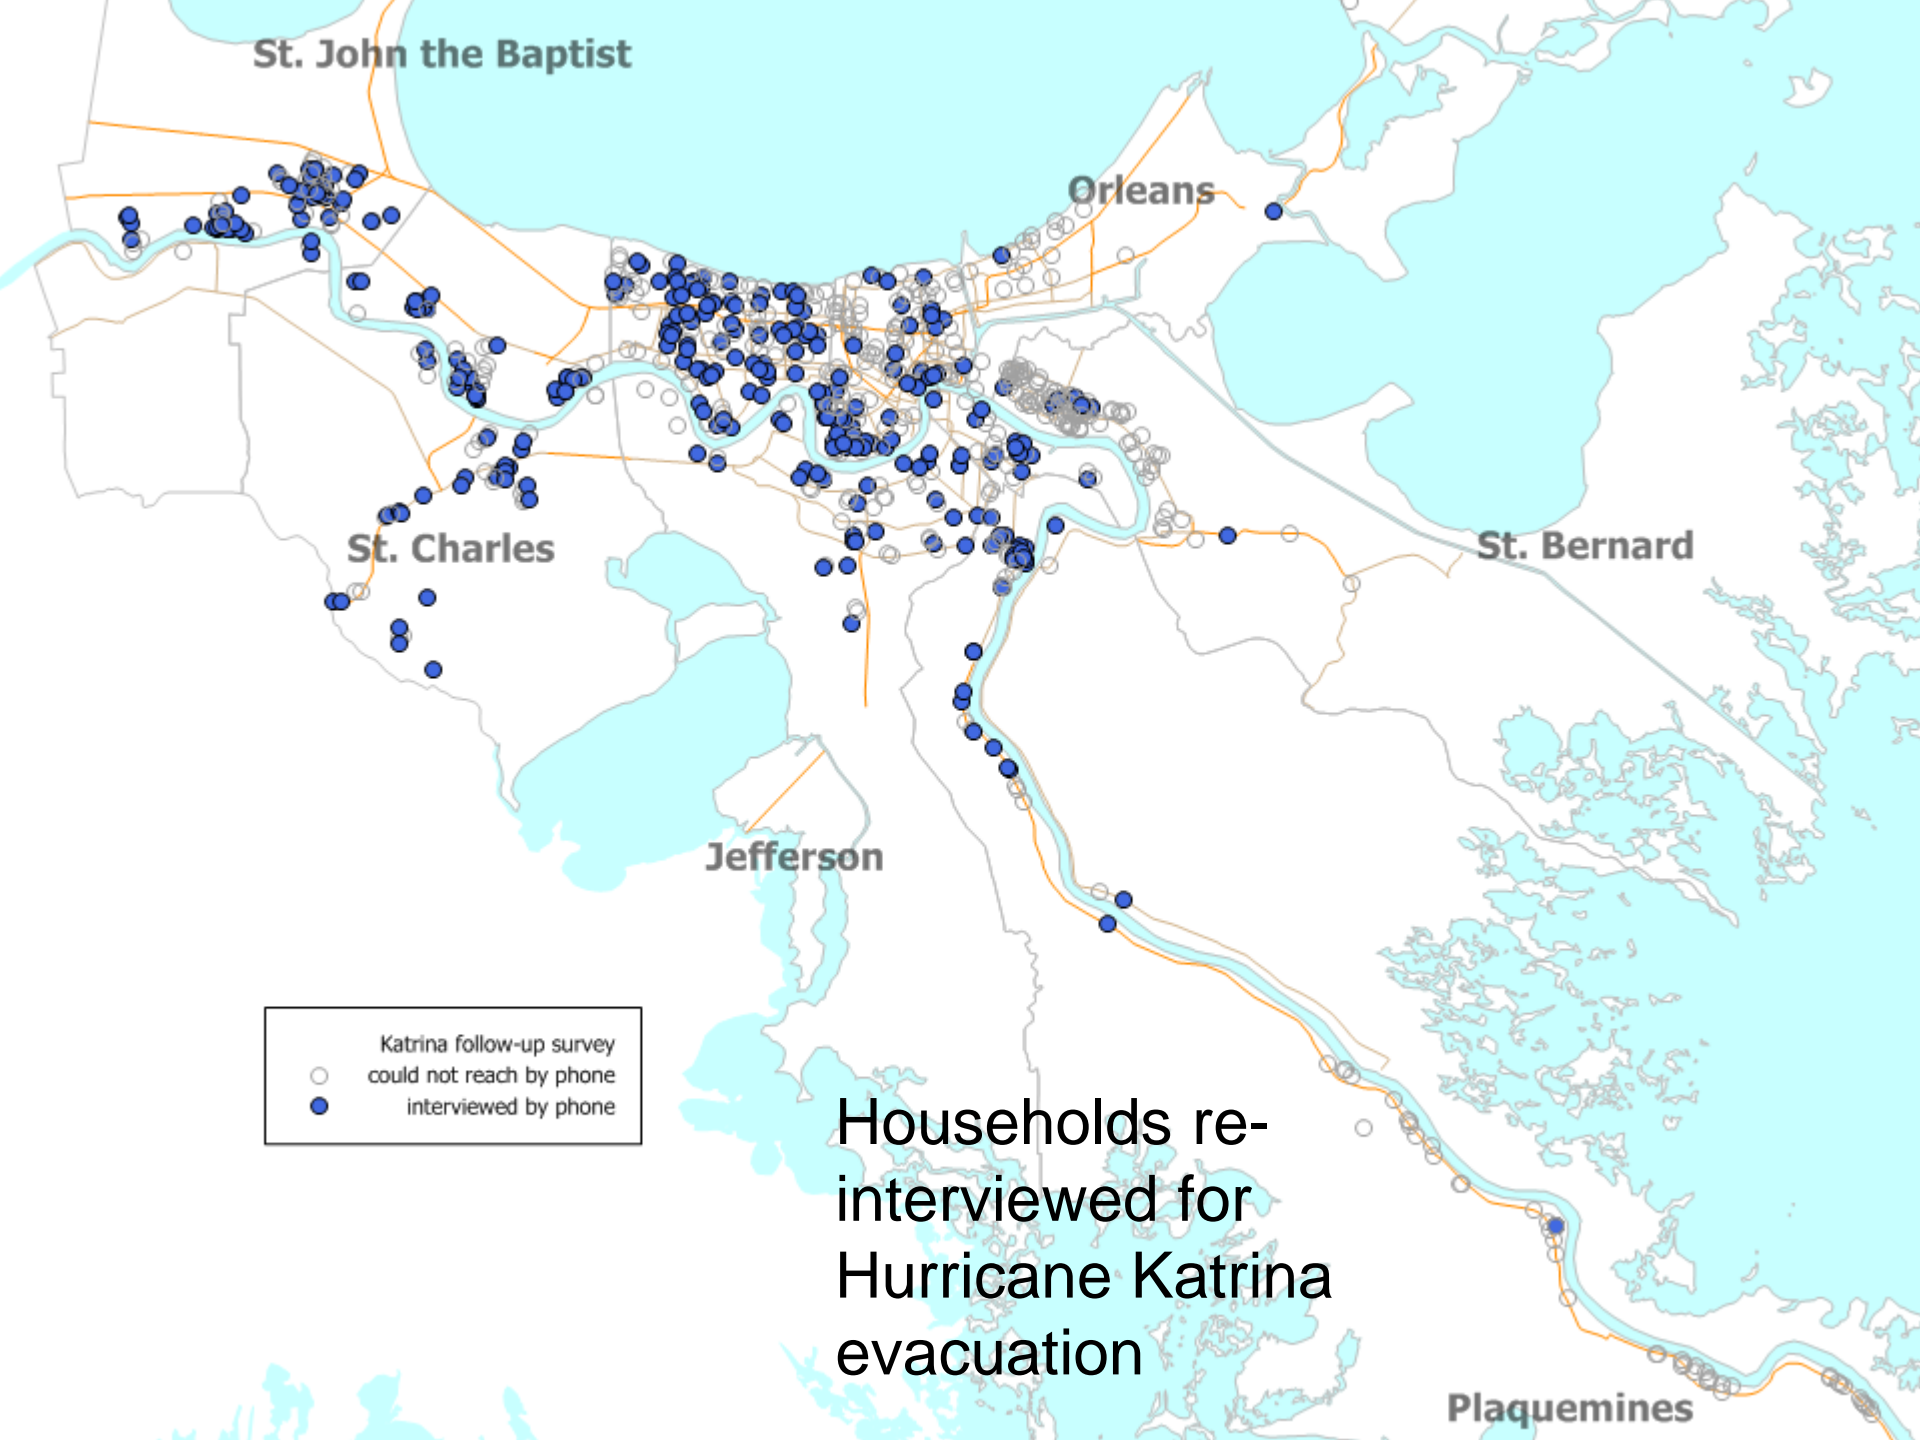 St. John the Baptist
Orleans
St. Charles
St. Bernard
Jefferson
Katrina follow-up survey
could not reach by phone
interviewed by phone
Households re-
interviewed for
Hurricane Katrina
evacuation
Plaquemines